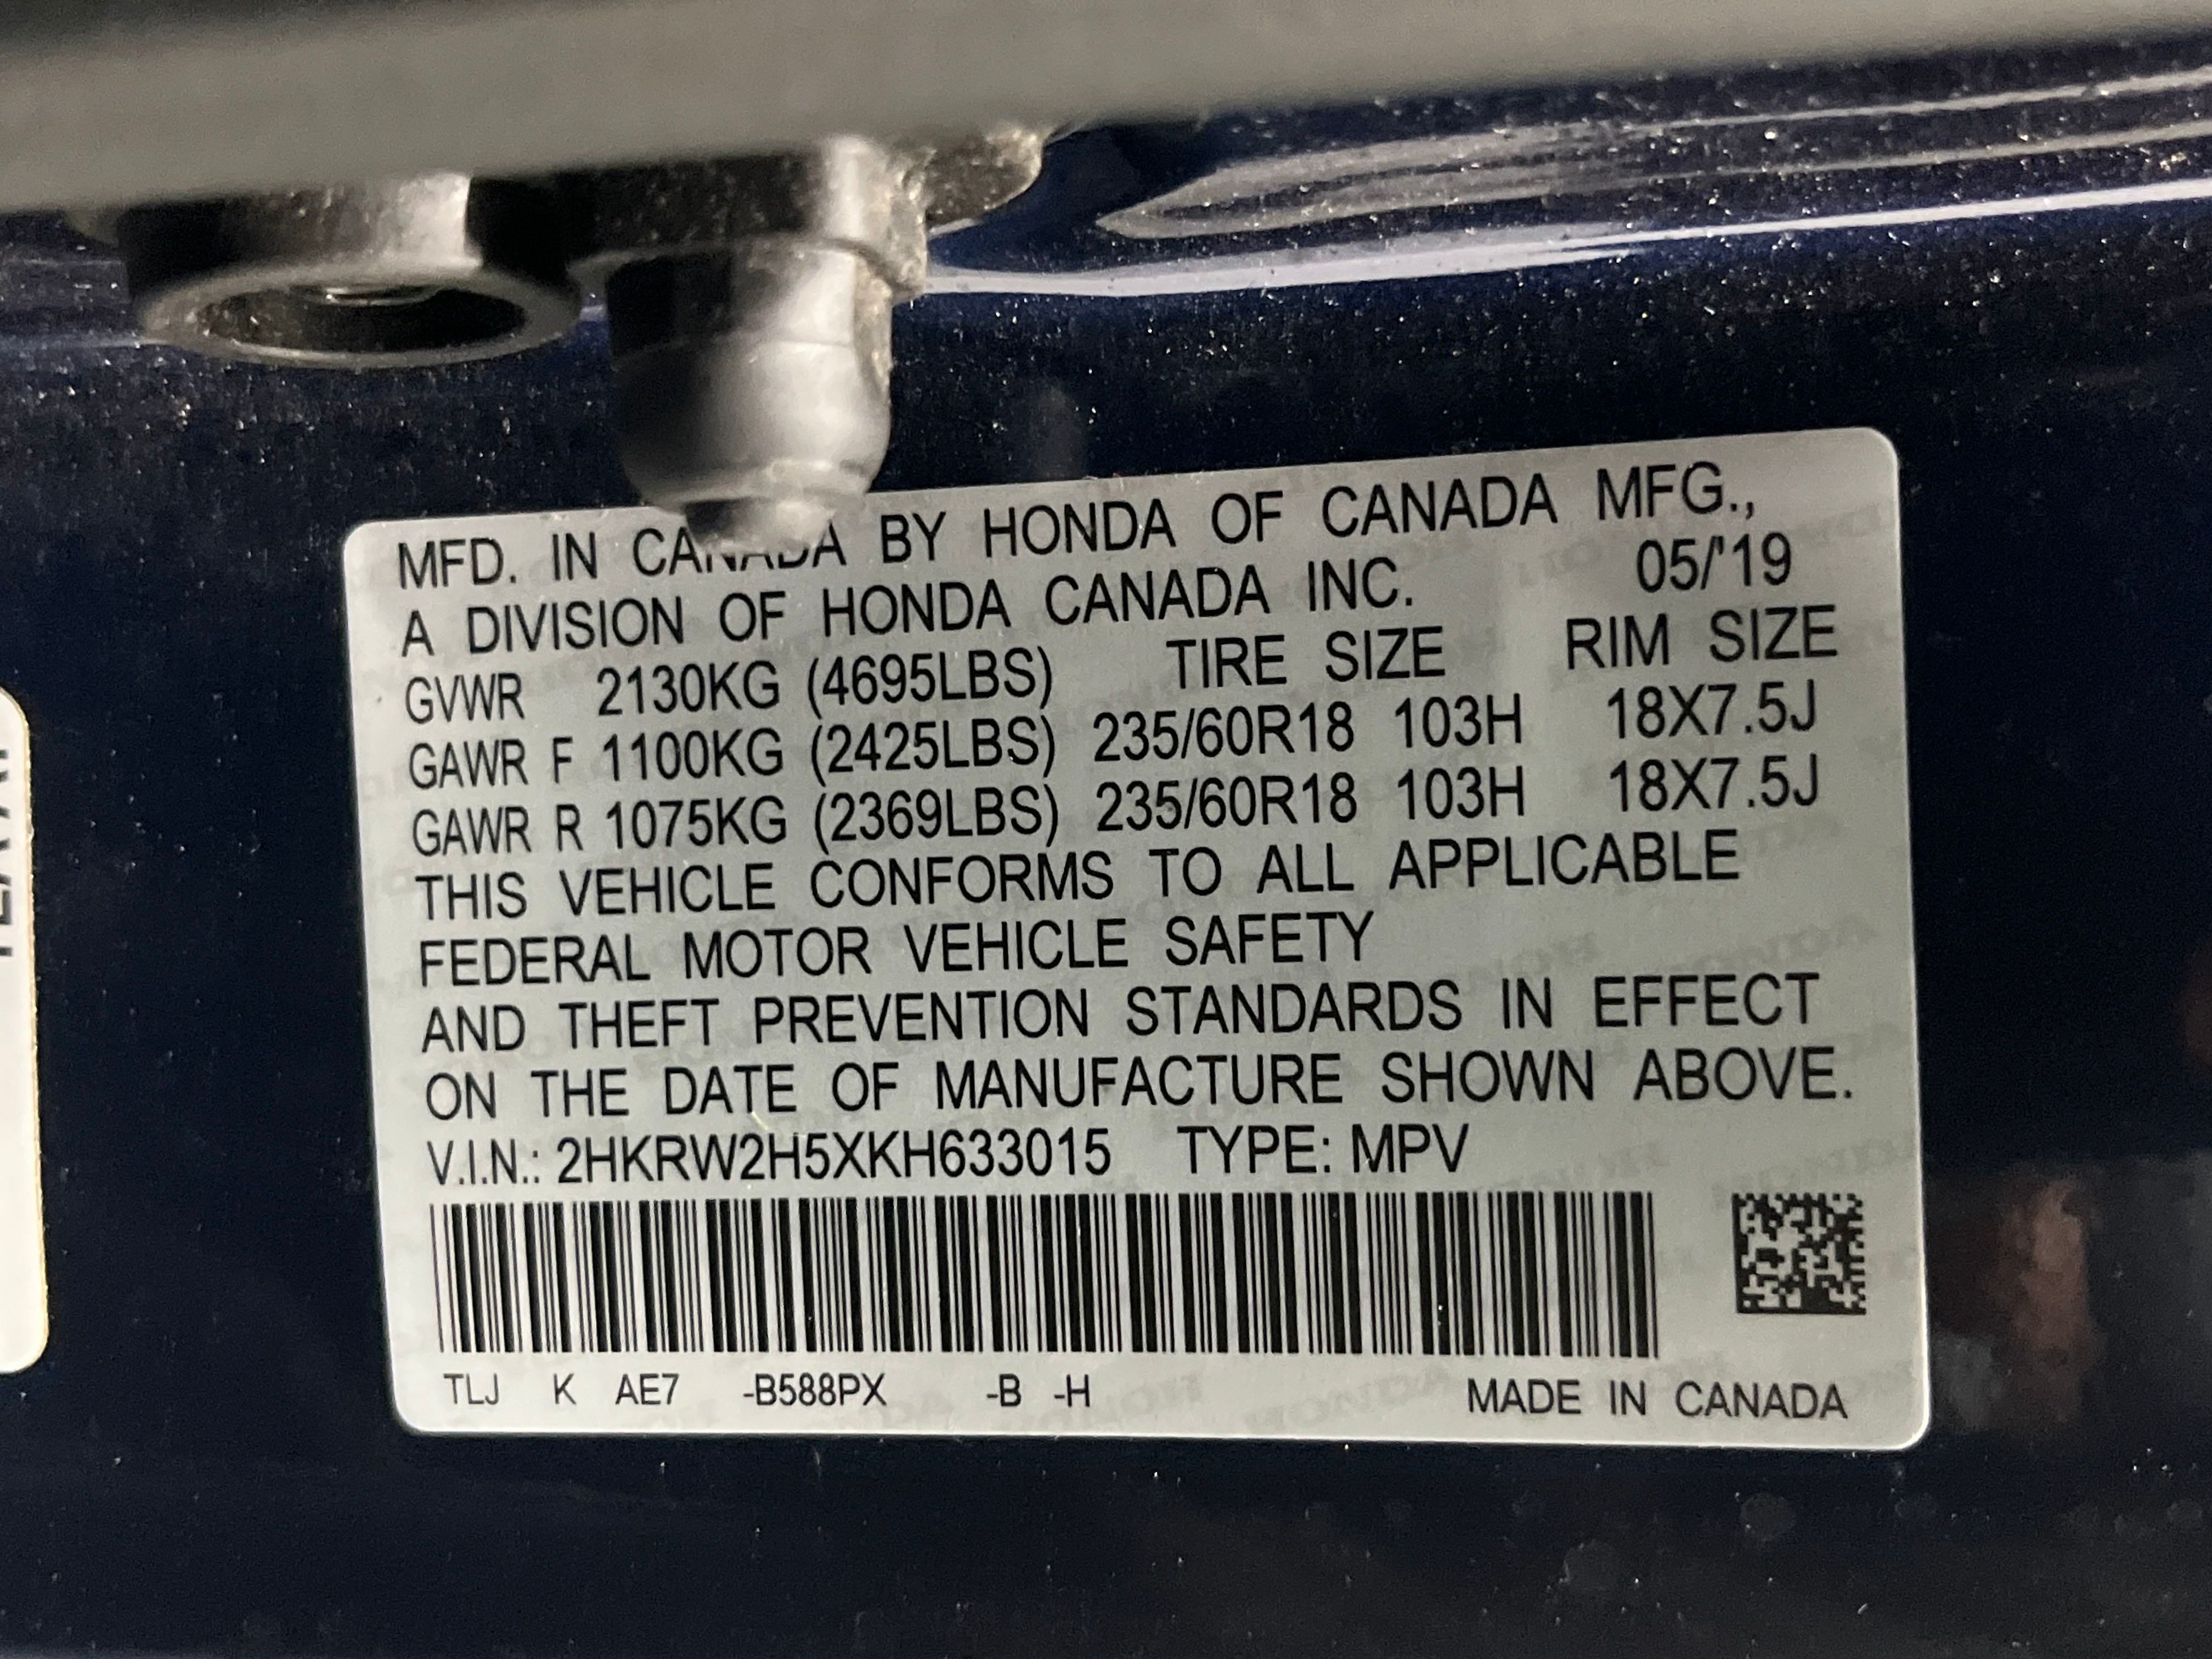 MFD. IN CANADA BY HONDA OF CANADA MFG.,
A DIVISION OF HONDA CANADA INC. 05/'19
GVWR 2130KG (4695LBS) TIRE SIZE RIM SIZE
GAWR F 1100KG (2425LBS) 235/60R18 103H 18X7.5J
GAWR R 1075KG (2369LBS) 235/60R18 103H 18X7.5J
THIS VEHICLE CONFORMS TO ALL APPLICABLE
FEDERAL MOTOR VEHICLE SAFETY
AND THEFT PREVENTION STANDARDS IN EFFECT
ON THE DATE OF MANUFACTURE SHOWN ABOVE.
V.I.N.: 2HKRW2H5XKH633015 TYPE: MPV
TLJ K AE7 -B588PX -B -H MADE IN CANADA